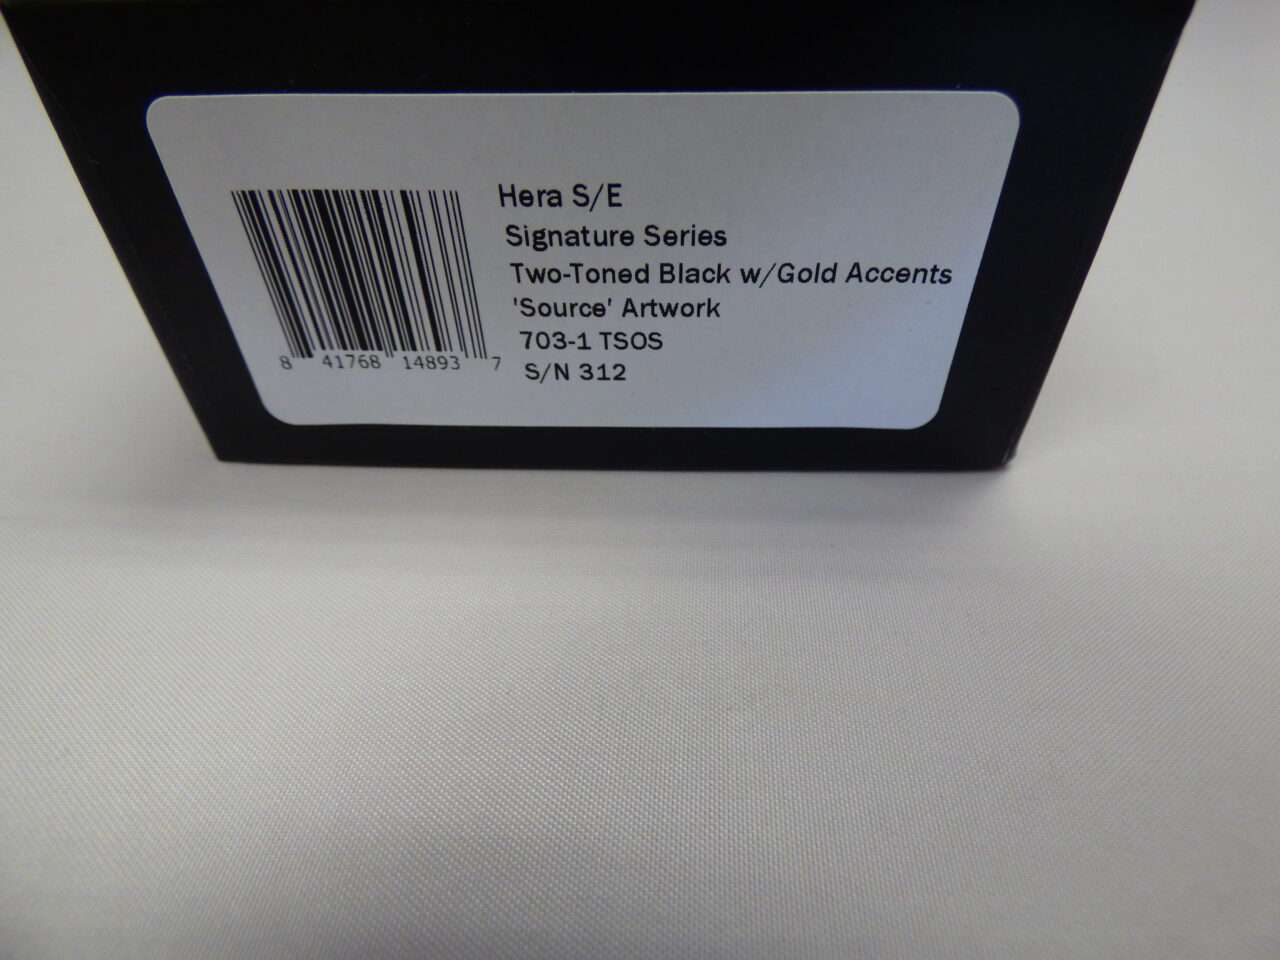 Hera S/E
Signature Series
Two-Toned Black w/Gold Accents
'Source' Artwork
703-1 TSOS
S/N 312
8 41768 14893 7